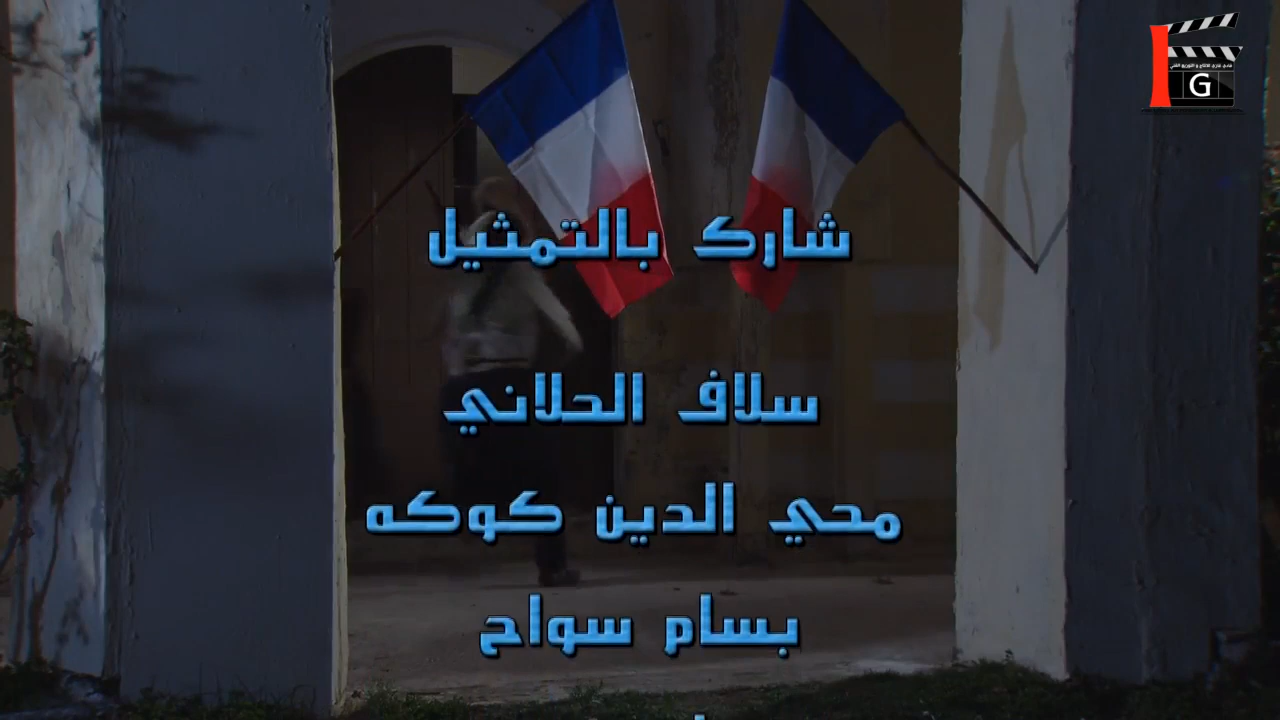 شارك بالتمثيل
سلاف الحلاني
محي الدين كوكه
بسام سواح
G